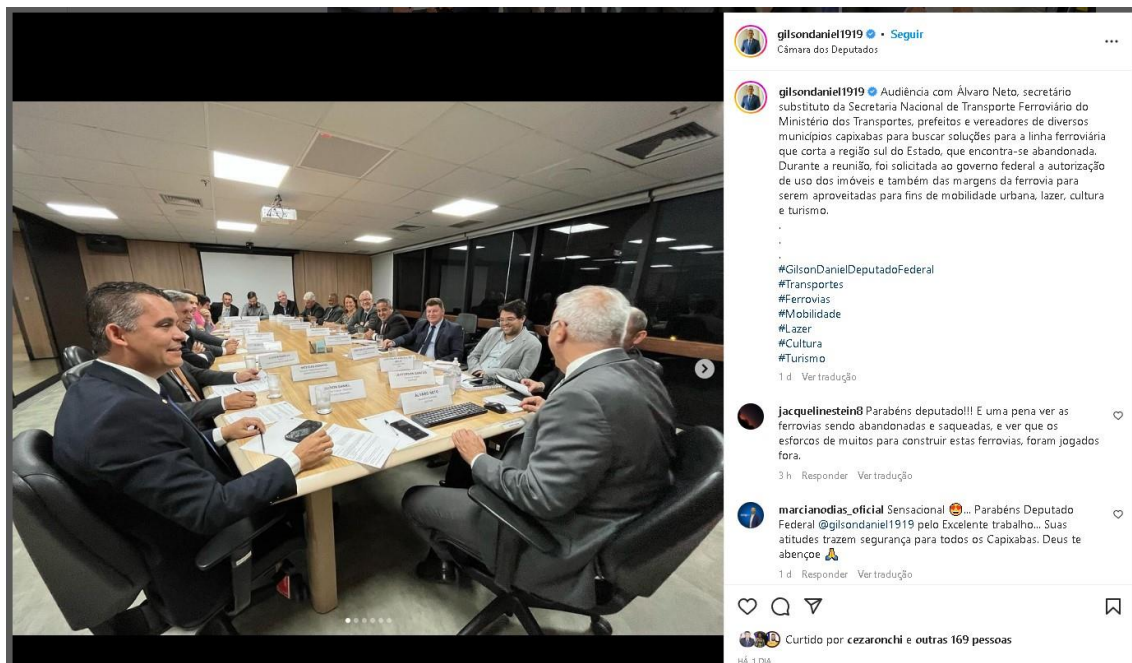 gilsondaniel1919 • Seguir
Câmara dos Deputados
gilsondaniel1919 Audiência com Álvaro Neto, secretário
substituto da Secretaria Nacional de Transporte Ferroviário do
Ministério dos Transportes, prefeitos e vereadores de diversos
municípios capixabas para buscar soluções para a linha ferroviária
que corta a região sul do Estado, que encontra-se abandonada.
Durante a reunião, foi solicitada ao governo federal a autorização
de uso dos imóveis e também das margens da ferrovia para
serem aproveitadas para fins de mobilidade urbana, lazer, cultura
e turismo.
.
.
.
#GilsonDanielDeputadoFederal
#Transportes
#Ferrovias
#Mobilidade
#Lazer
#Cultura
#Turismo
1 d Ver tradução
jacquelinestein8 Parabéns deputado!!! E uma pena ver as
ferrovias sendo abandonadas e saqueadas, e ver que os
esforcos de muitos para construir estas ferrovias, foram jogados
fora.
3 h Responder Ver tradução
marcianodias_oficial Sensacional 😍... Parabéns Deputado
Federal @gilsondaniel1919 pelo Excelente trabalho... Suas
atitudes trazem segurança para todos os Capixabas. Deus te
abençoe 🙏
1 d Responder Ver tradução
Curtido por cezaronchi e outras 169 pessoas
HÁ 1 DIA
GILSON DANIEL
ÁLVARO NETO